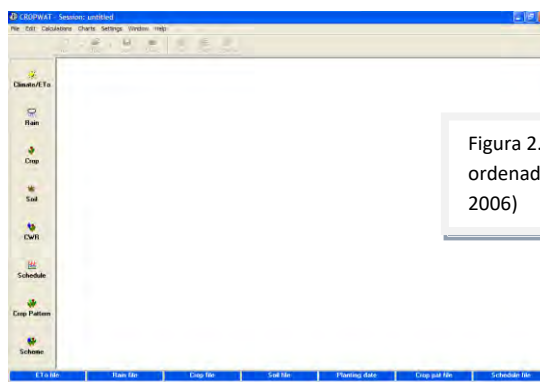 CROPWAT - Session: untitled
File Edit Calculations Charts Settings Window Help
Climate/ETo
Rain
Crop
Soil
CWR
Schedule
Crop Pattern
Scheme
Figura 2.
ordenad
2006)
ETo file Rain file Crop file Soil file Planting date Crop pat file Schedule file